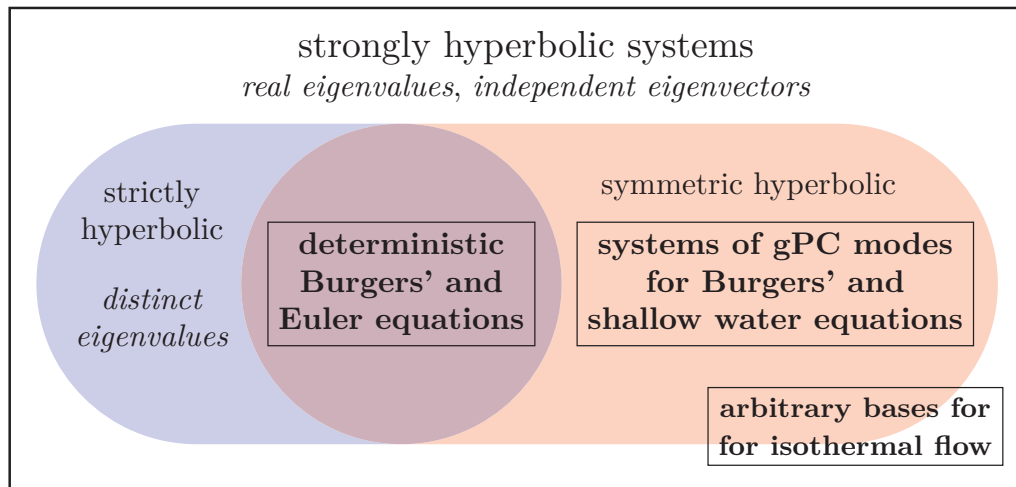 strongly hyperbolic systems
real eigenvalues, independent eigenvectors
strictly
hyperbolic
distinct
eigenvalues
deterministic
Burgers’ and
Euler equations
symmetric hyperbolic
systems of gPC modes
for Burgers’ and
shallow water equations
arbitrary bases for
for isothermal flow